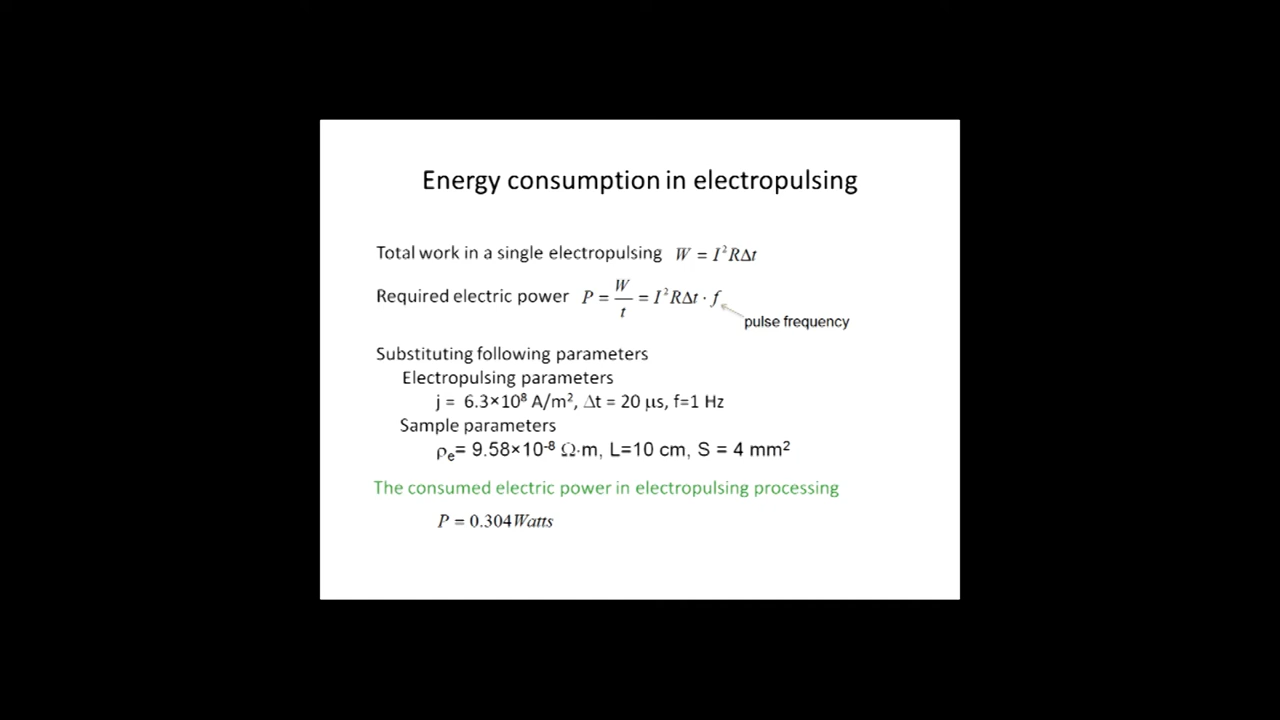 Energy consumption in electropulsing
Total work in a single electropulsing W = I²RΔt
Required electric power P = W/t = I²RΔt · f
pulse frequency
Substituting following parameters
Electropulsing parameters
j = 6.3×10⁸ A/m², Δt = 20 μs, f=1 Hz
Sample parameters
ρₑ= 9.58×10⁻⁸ Ω·m, L=10 cm, S = 4 mm²
The consumed electric power in electropulsing processing
P = 0.304Watts